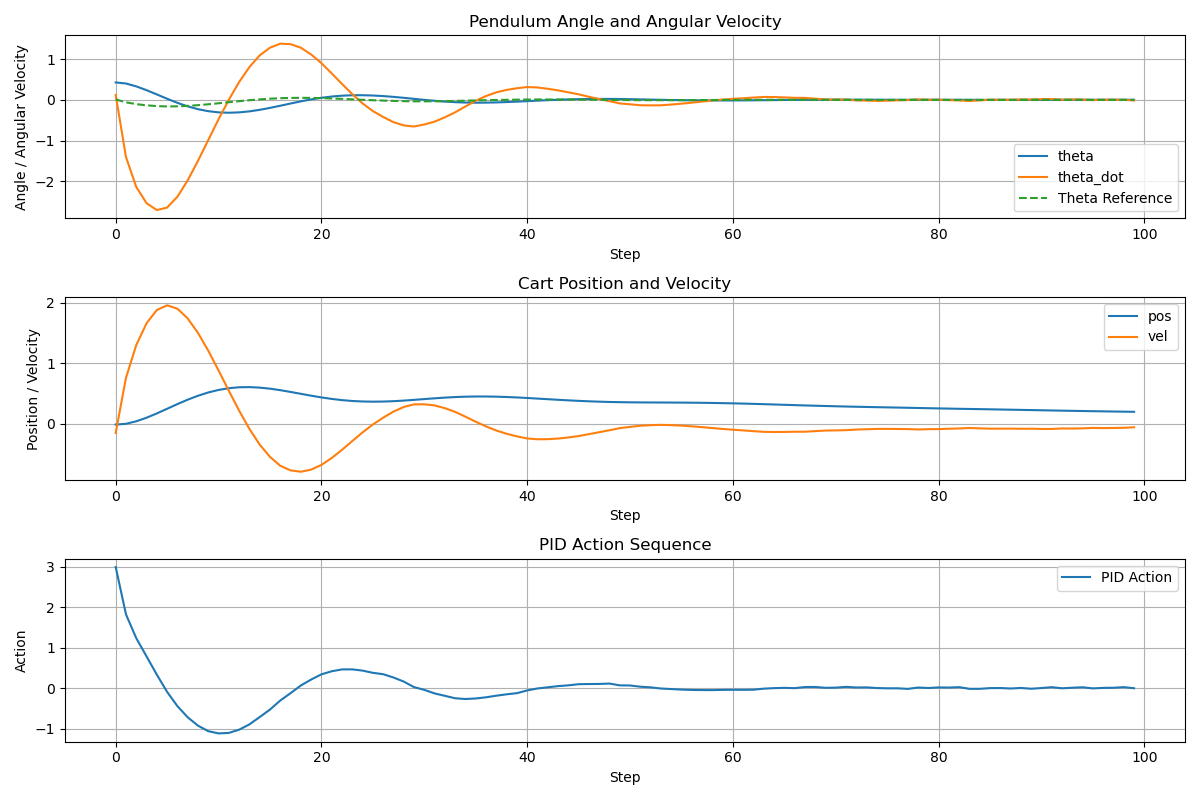 Pendulum Angle and Angular Velocity
Angle / Angular Velocity
1
0
−1
−2
theta
theta_dot
Theta Reference
0 20 40 60 80 100
Step
Cart Position and Velocity
Position / Velocity
2
1
0
pos
vel
0 20 40 60 80 100
Step
PID Action Sequence
Action
3
2
1
0
−1
PID Action
0 20 40 60 80 100
Step